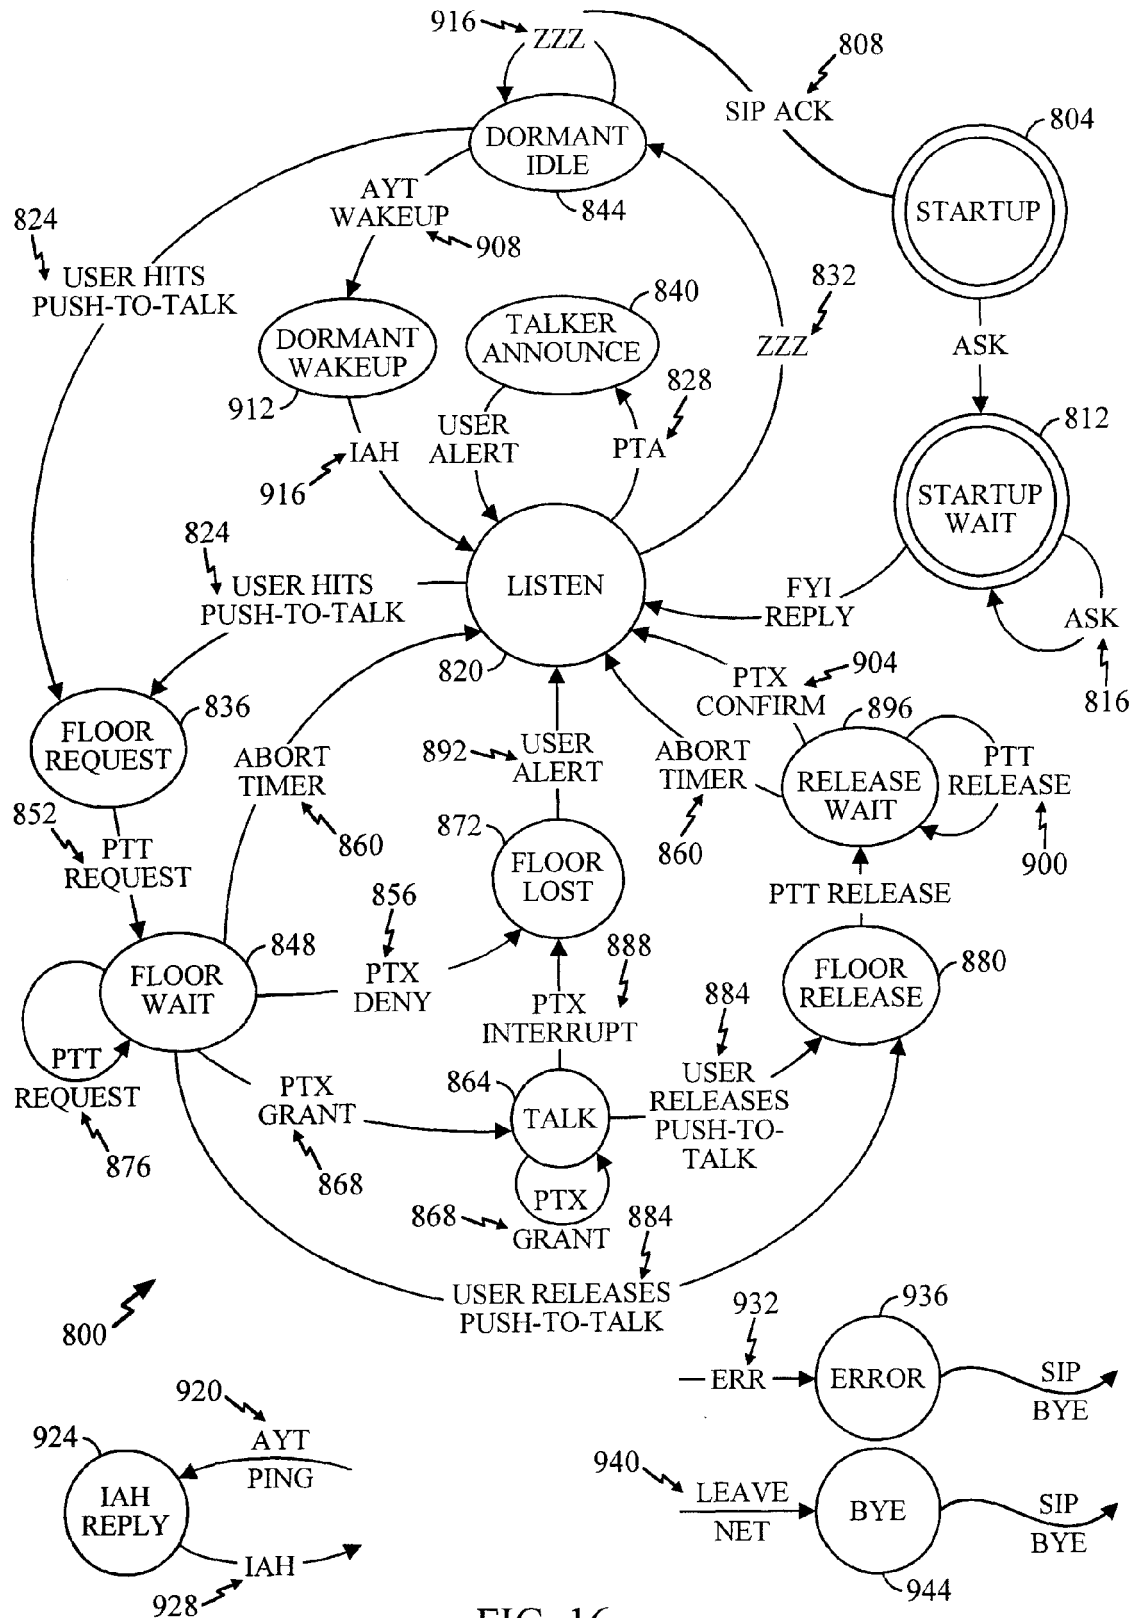 916
ZZZ
808
SIP ACK
804
STARTUP
DORMANT
IDLE
844
AYT
WAKEUP
908
824
USER HITS
PUSH-TO-TALK
832
ZZZ
840
TALKER
ANNOUNCE
DORMANT
WAKEUP
912
ASK
828
PTA
USER
ALERT
IAH
916
812
STARTUP
WAIT
824
USER HITS
PUSH-TO-TALK
LISTEN
820
FYI
REPLY
ASK
816
PTX
CONFIRM
904
FLOOR
REQUEST
836
ABORT
TIMER
860
892
USER
ALERT
ABORT
TIMER
860
896
RELEASE
WAIT
PTT
RELEASE
900
852
PTT
REQUEST
872
FLOOR
LOST
856
PTX
DENY
PTT RELEASE
848
FLOOR
WAIT
888
PTX
INTERRUPT
FLOOR
RELEASE
880
884
USER
RELEASES
PUSH-TO-
TALK
PTT
REQUEST
876
PTX
GRANT
868
864
TALK
PTX
GRANT
868
884
USER RELEASES
PUSH-TO-TALK
800
932
ERR
936
ERROR
SIP
BYE
920
AYT
PING
924
IAH
REPLY
IAH
928
940
LEAVE
NET
BYE
944
SIP
BYE
FIG. 16